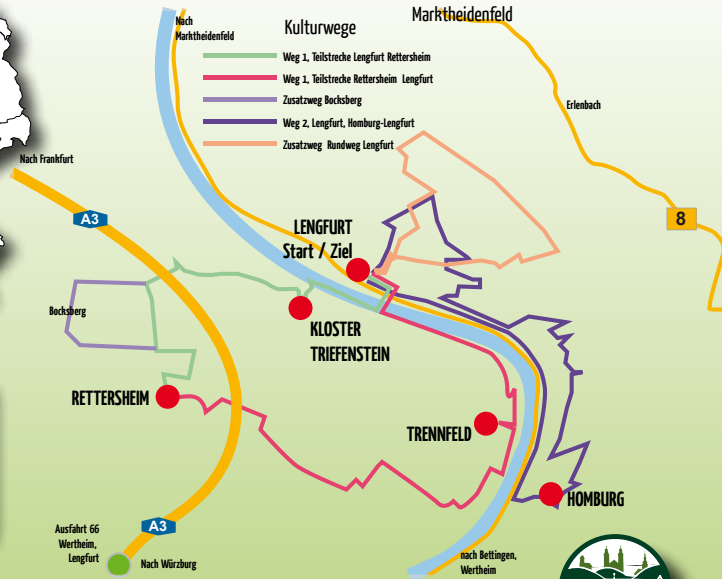 Nach
Marktheidenfeld
Kulturwege
Marktheidenfeld
Weg 1, Teilstrecke Lengfurt Rettersheim
Weg 1, Teilstrecke Rettersheim Lengfurt
Zusatzweg Bocksberg
Weg 2, Lengfurt, Homburg-Lengfurt
Zusatzweg Rundweg Lengfurt
Erlenbach
Nach Frankfurt
A3
8
LENGFURT
Start / Ziel
Bocksberg
KLOSTER
TRIEFENSTEIN
RETTERSHEIM
TRENNFELD
HOMBURG
Ausfahrt 66
Wertheim,
Lengfurt
A3
Nach Würzburg
nach Bettingen,
Wertheim